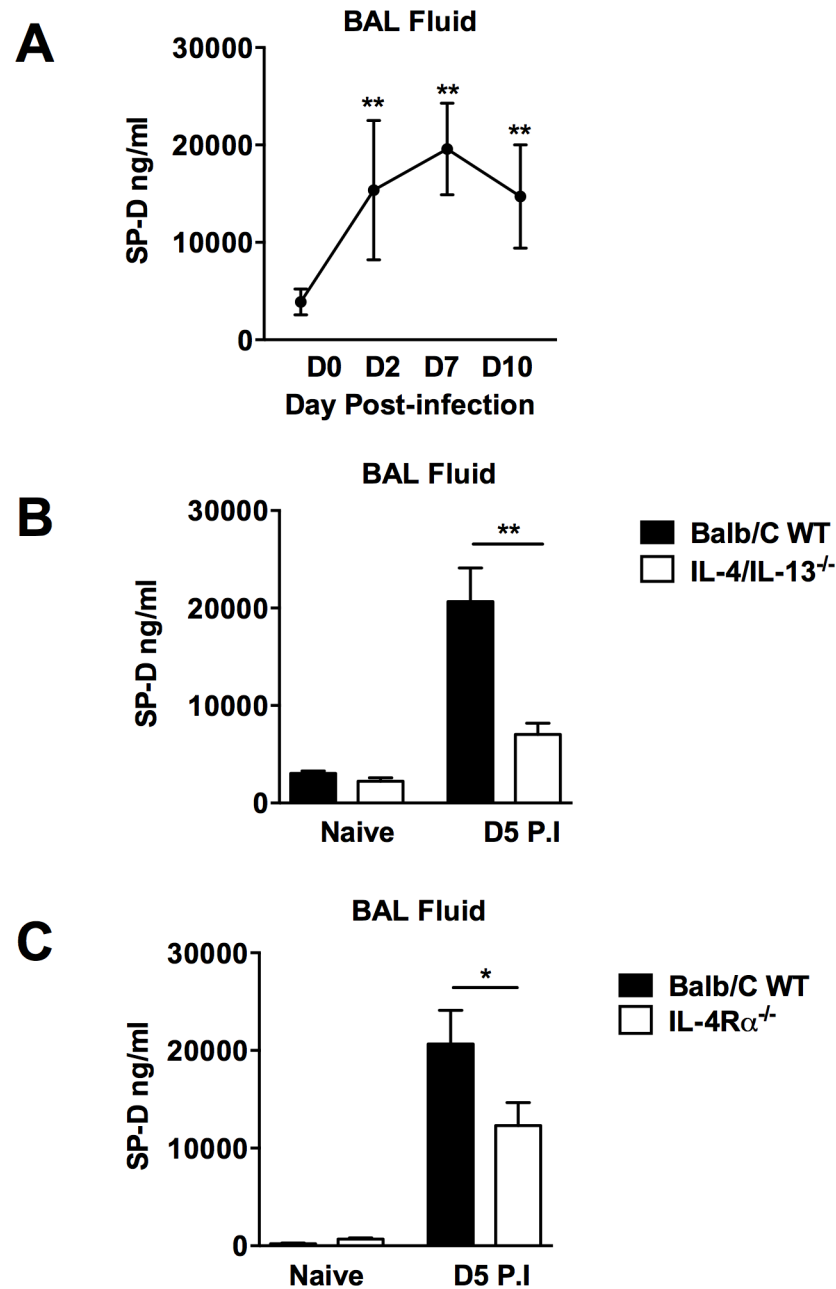 A
BAL Fluid
30000
20000
10000
0
SP-D ng/ml
** ** **
D0 D2 D7 D10
Day Post-infection
B
BAL Fluid
30000
20000
10000
0
SP-D ng/ml
**
Naive D5 P.I
Balb/C WT
IL-4/IL-13-/-
C
BAL Fluid
30000
20000
10000
0
SP-D ng/ml
*
Naive D5 P.I
Balb/C WT
IL-4Rα-/-